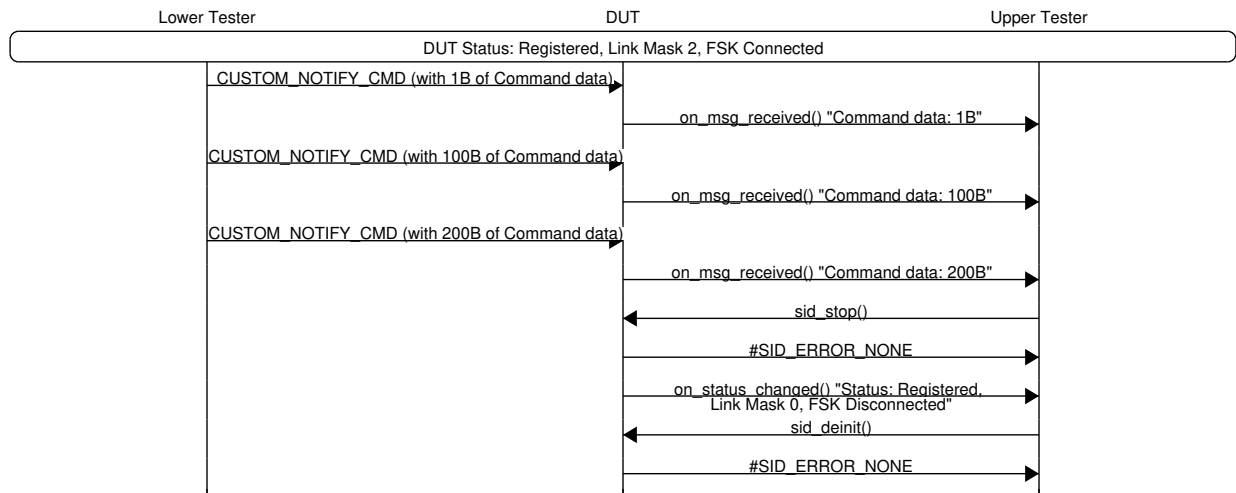 Lower Tester DUT Upper Tester
DUT Status: Registered, Link Mask 2, FSK Connected
CUSTOM_NOTIFY_CMD (with 1B of Command data)
on_msg_received() "Command data: 1B"
CUSTOM_NOTIFY_CMD (with 100B of Command data)
on_msg_received() "Command data: 100B"
CUSTOM_NOTIFY_CMD (with 200B of Command data)
on_msg_received() "Command data: 200B"
sid_stop()
#SID_ERROR_NONE
on_status_changed() "Status: Registered,
Link Mask 0, FSK Disconnected"
sid_deinit()
#SID_ERROR_NONE